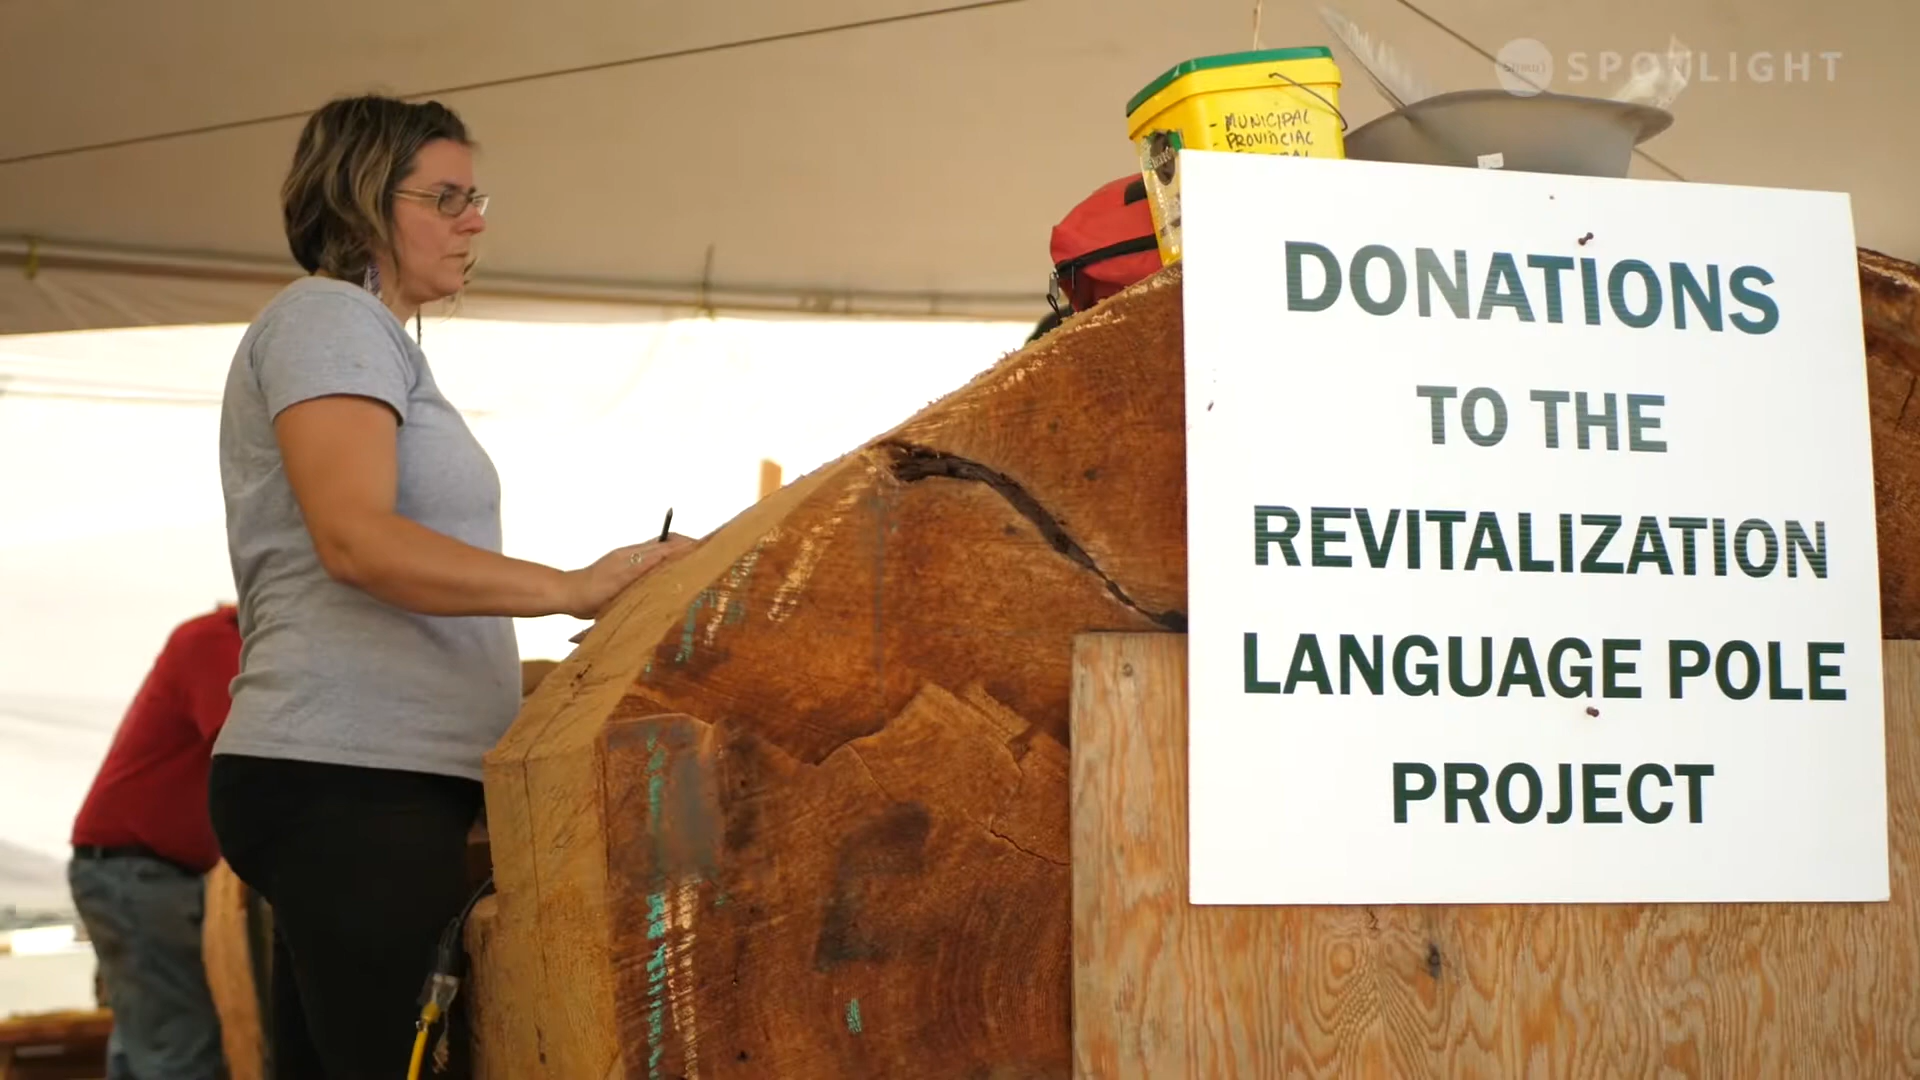 SPOTLIGHT
- MUNICIPAL
- PROVINCIAL
DONATIONS
TO THE
REVITALIZATION
LANGUAGE POLE
PROJECT